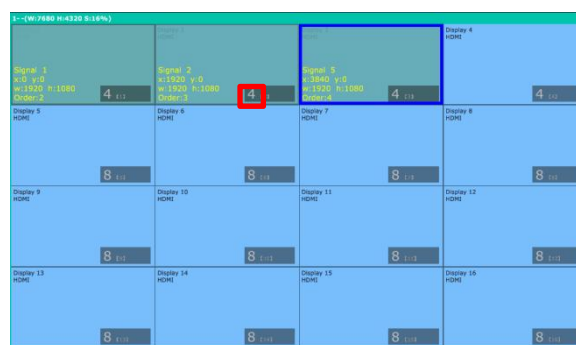 1--(W:7680 H:4320 S:16%)
Display 4
HDMI
Signal 1
x:0 y:0
w:1920 h:1080
Order:2
4
Signal 2
x:1920 y:0
w:1920 h:1080
Order:3
4
Signal 5
x:3840 y:0
w:1920 h:1080
Order:4
4
4
Display 5
HDMI
8
Display 6
HDMI
8
Display 7
HDMI
8
Display 8
HDMI
8
Display 9
HDMI
8
Display 10
HDMI
8
Display 11
HDMI
8
Display 12
HDMI
8
Display 13
HDMI
8
Display 14
HDMI
8
Display 15
HDMI
8
Display 16
HDMI
8